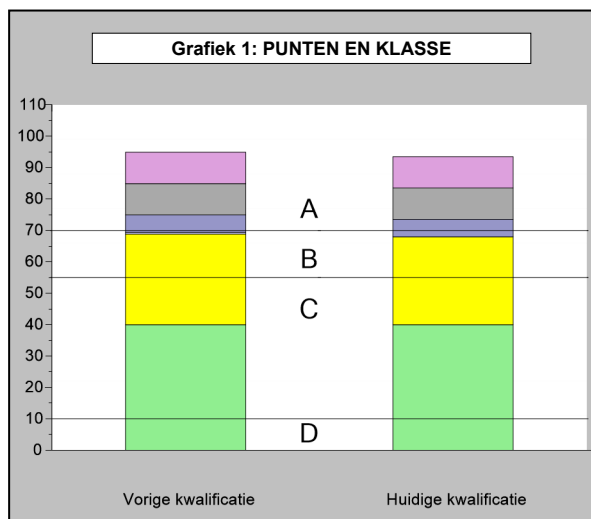 Grafiek 1: PUNTEN EN KLASSE
110
100
90
80
A
70
B
60
50
C
40
30
20
10
D
0
Vorige kwalificatie Huidige kwalificatie